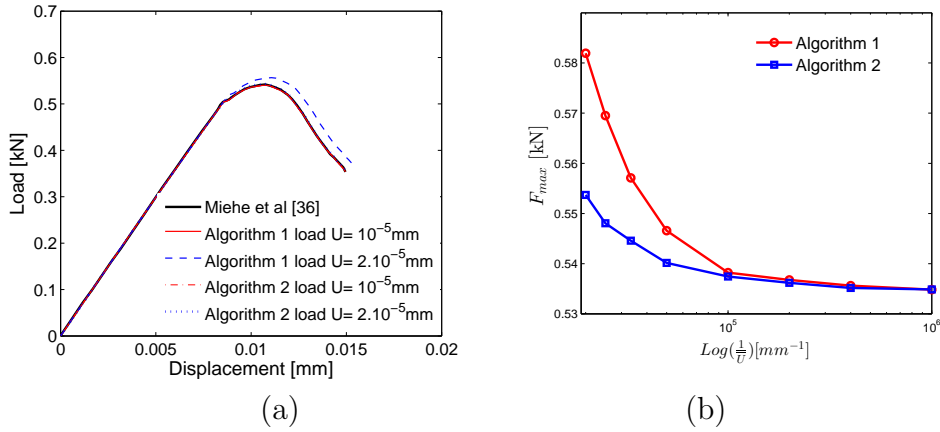 0.7
0.6
0.5
0.4
0.3
0.2
0.1
0
Load [kN]
0
0.005
0.01
0.015
0.02
Displacement [mm]
Miehe et al [36]
Algorithm 1 load U= 10⁻⁵mm
Algorithm 1 load U= 2.10⁻⁵mm
Algorithm 2 load U= 10⁻⁵mm
Algorithm 2 load U= 2.10⁻⁵mm
(a)
0.58
0.57
0.56
0.55
0.54
0.53
F_max [kN]
10⁵
10⁶
Log(1/U̅)[mm⁻¹]
Algorithm 1
Algorithm 2
(b)